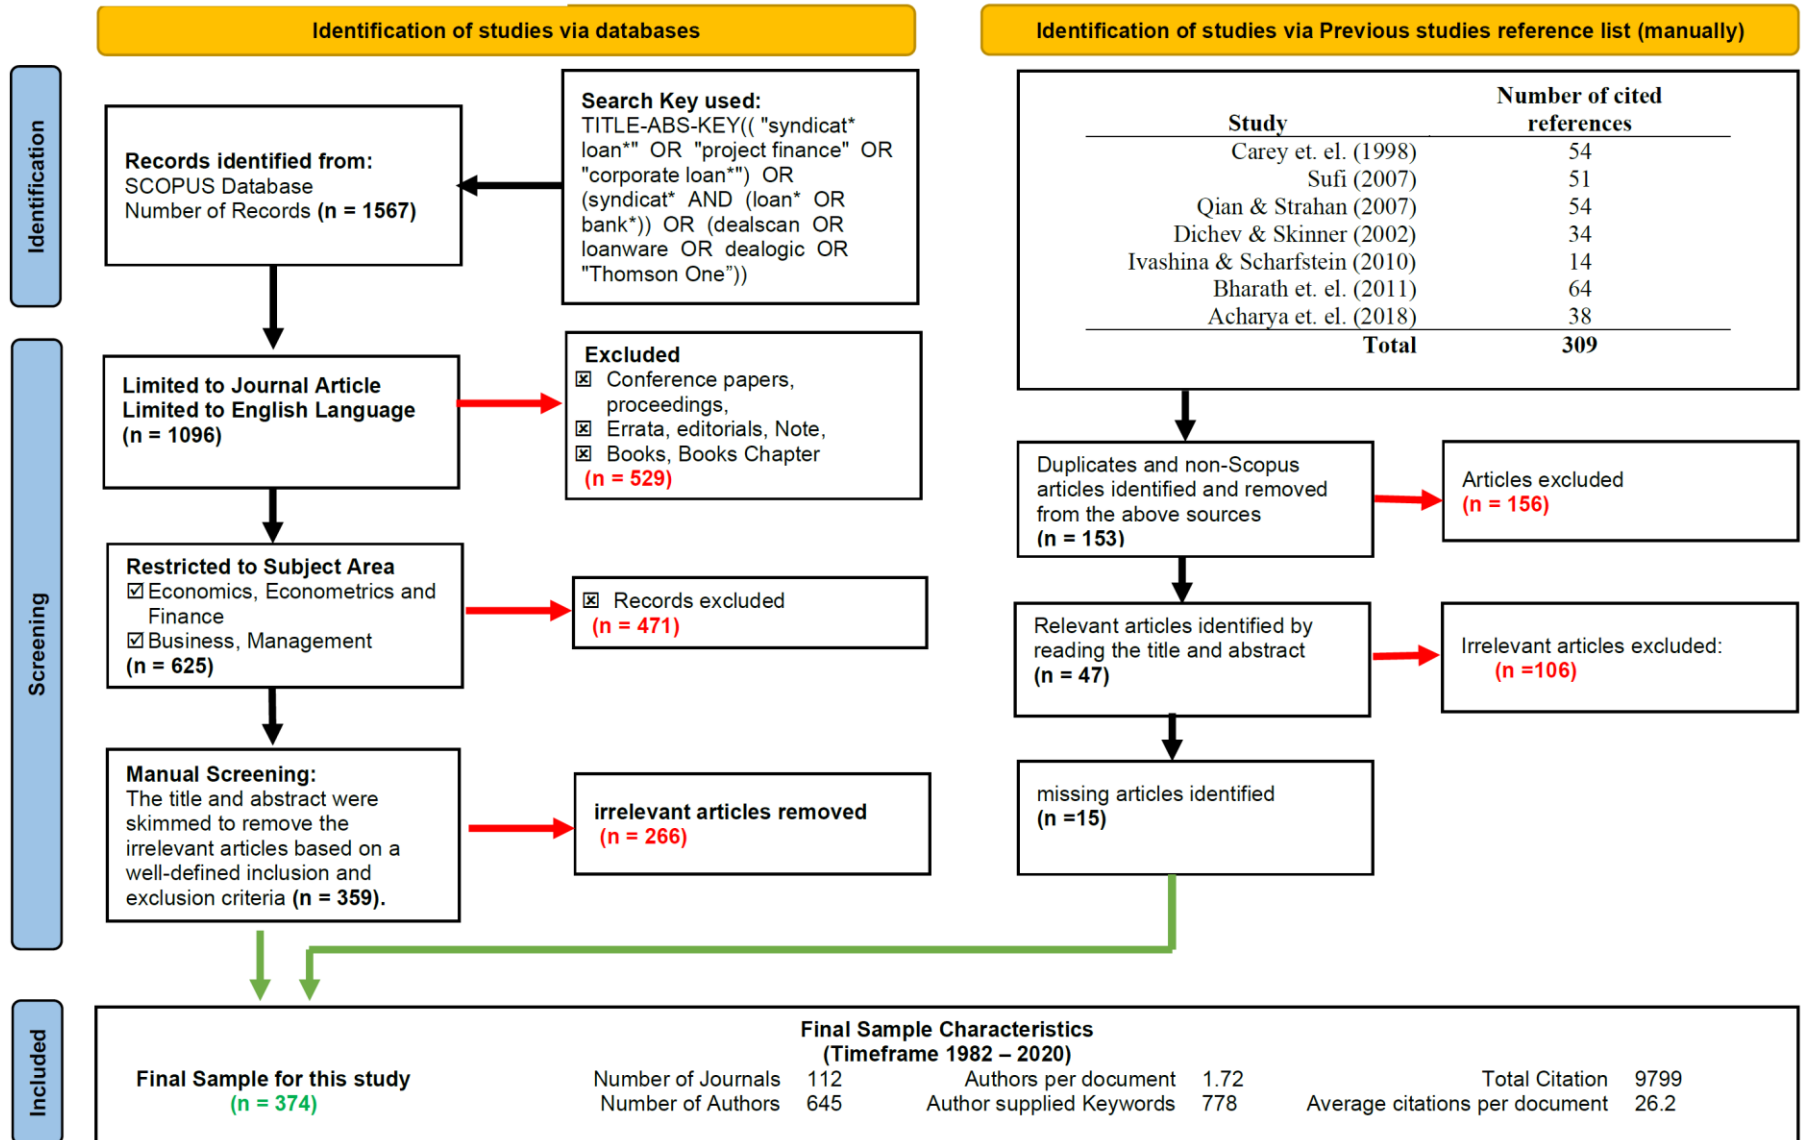 Identification of studies via databases
Identification of studies via Previous studies reference list (manually)
Identification
Records identified from:
SCOPUS Database
Number of Records (n = 1567)
Search Key used:
TITLE-ABS-KEY(( "syndicat*
loan*" OR "project finance" OR
"corporate loan*") OR
(syndicat* AND (loan* OR
bank*)) OR (dealscan OR
loanware OR dealogic OR
"Thomson One”))
Study Number of cited
references
Carey et. el. (1998) 54
Sufi (2007) 51
Qian & Strahan (2007) 54
Dichev & Skinner (2002) 34
Ivashina & Scharfstein (2010) 14
Bharath et. el. (2011) 64
Acharya et. el. (2018) 38
Total 309
Screening
Limited to Journal Article
Limited to English Language
(n = 1096)
Excluded
☒ Conference papers,
proceedings,
☒ Errata, editorials, Note,
☒ Books, Books Chapter
(n = 529)
Restricted to Subject Area
☑ Economics, Econometrics and
Finance
☑ Business, Management
(n = 625)
☒ Records excluded
(n = 471)
Manual Screening:
The title and abstract were
skimmed to remove the
irrelevant articles based on a
well-defined inclusion and
exclusion criteria (n = 359).
irrelevant articles removed
(n = 266)
Duplicates and non-Scopus
articles identified and removed
from the above sources
(n = 153)
Articles excluded
(n = 156)
Relevant articles identified by
reading the title and abstract
(n = 47)
Irrelevant articles excluded:
(n =106)
missing articles identified
(n =15)
Included
Final Sample for this study
(n = 374)
Final Sample Characteristics
(Timeframe 1982 – 2020)
Number of Journals 112 Authors per document 1.72 Total Citation 9799
Number of Authors 645 Author supplied Keywords 778 Average citations per document 26.2